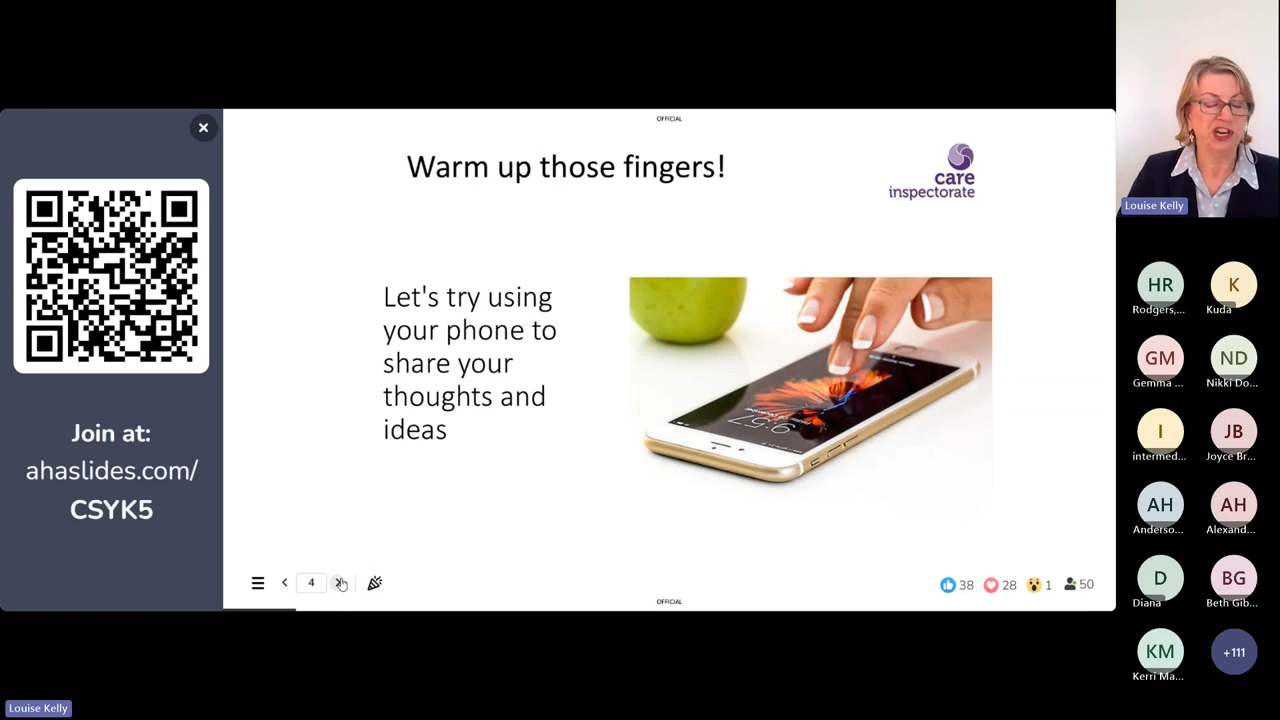 OFFICIAL
Warm up those fingers!
care
inspectorate
Let's try using
your phone to
share your
thoughts and
ideas
9:57
Join at:
ahaslides.com/
CSYK5
4
38
28
1
50
OFFICIAL
Louise Kelly
HR
Rodgers,...
K
Kuda
GM
Gemma ...
ND
Nikki Do...
I
intermed...
JB
Joyce Br...
AH
Anderso...
AH
Alexand...
D
Diana
BG
Beth Gib...
KM
Kerri Ma...
+111
Louise Kelly